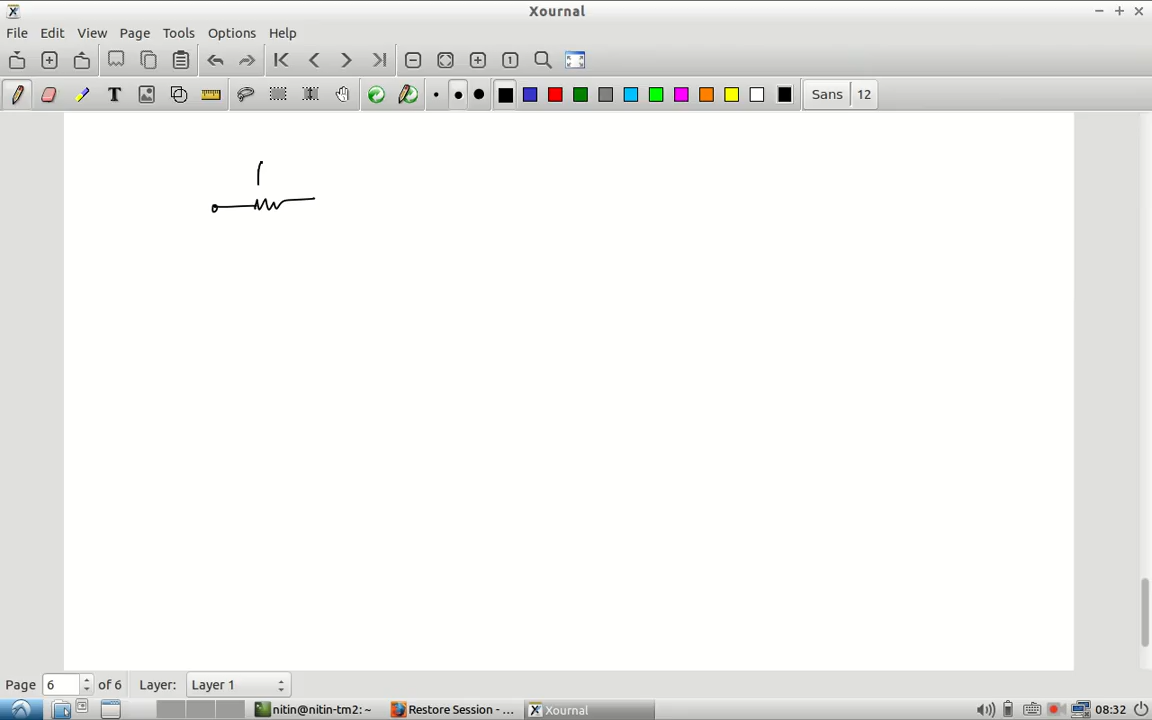 Xournal
File Edit View Page Tools Options Help
Sans 12
Page 6 of 6 Layer: Layer 1
nitin@nitin-tm2: ~ Restore Session - ... Xournal 08:32